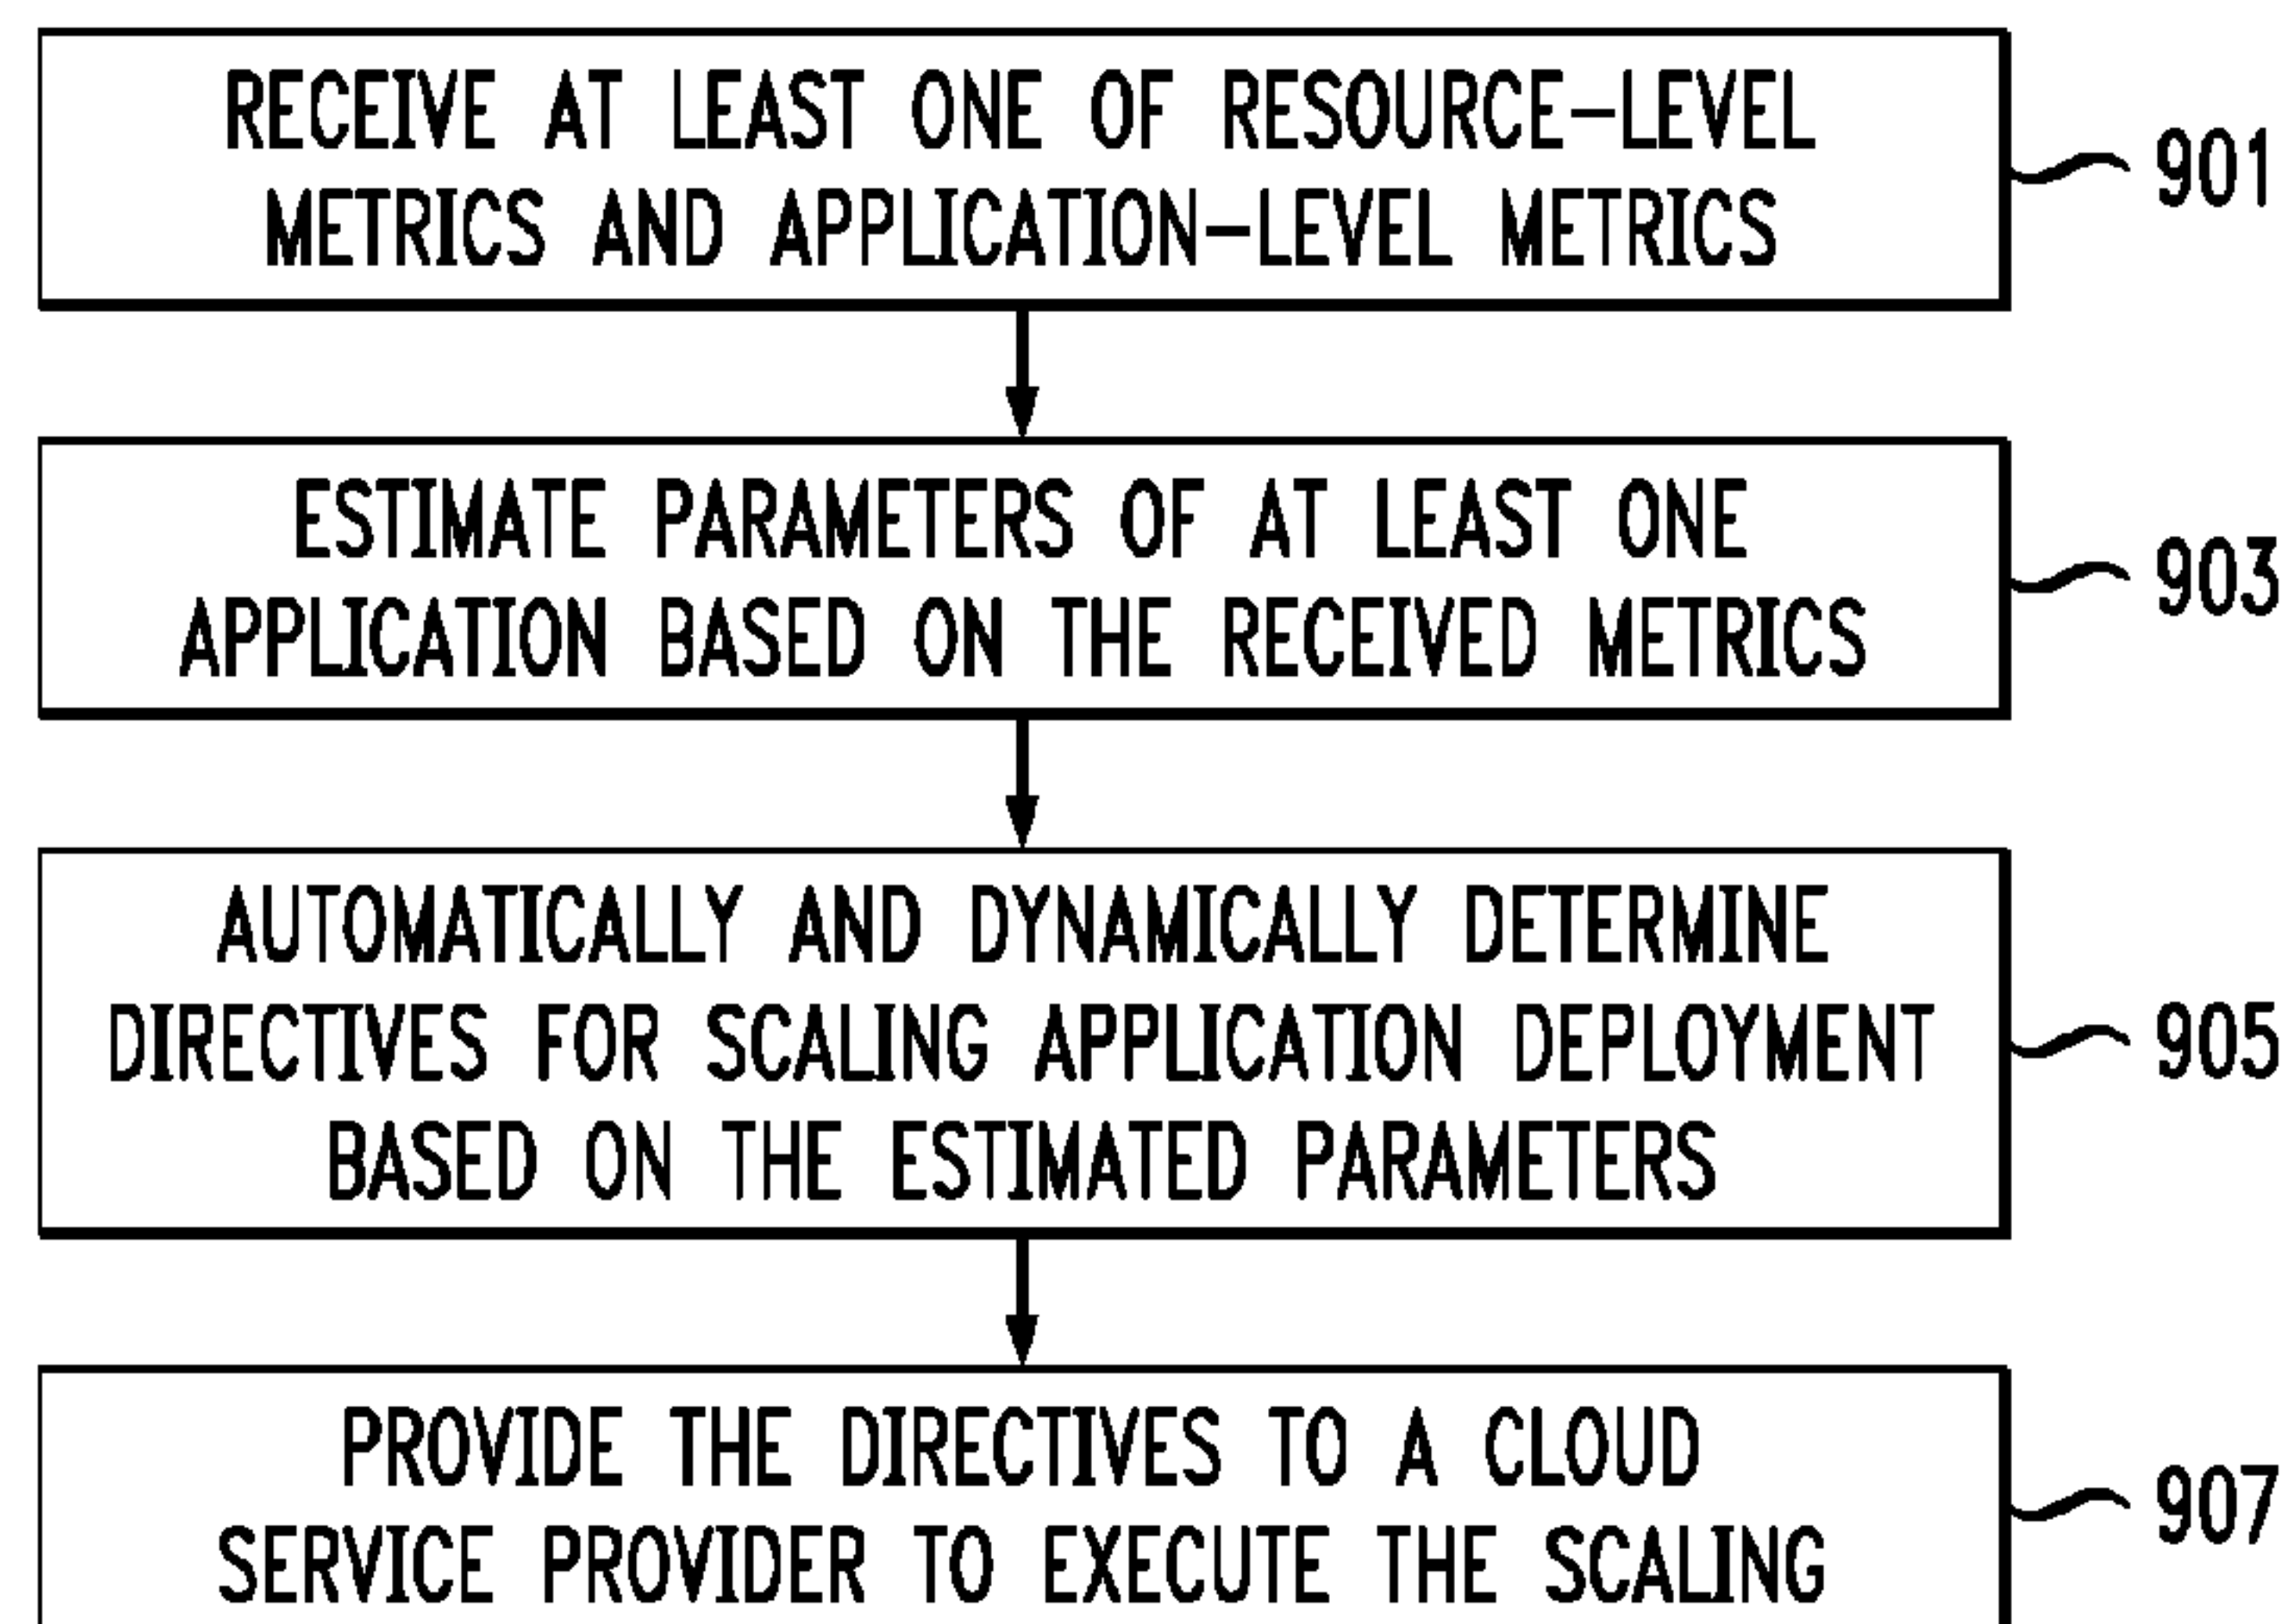 RECEIVE AT LEAST ONE OF RESOURCE-LEVEL
METRICS AND APPLICATION-LEVEL METRICS
901
ESTIMATE PARAMETERS OF AT LEAST ONE
APPLICATION BASED ON THE RECEIVED METRICS
903
AUTOMATICALLY AND DYNAMICALLY DETERMINE
DIRECTIVES FOR SCALING APPLICATION DEPLOYMENT
BASED ON THE ESTIMATED PARAMETERS
905
PROVIDE THE DIRECTIVES TO A CLOUD
SERVICE PROVIDER TO EXECUTE THE SCALING
907